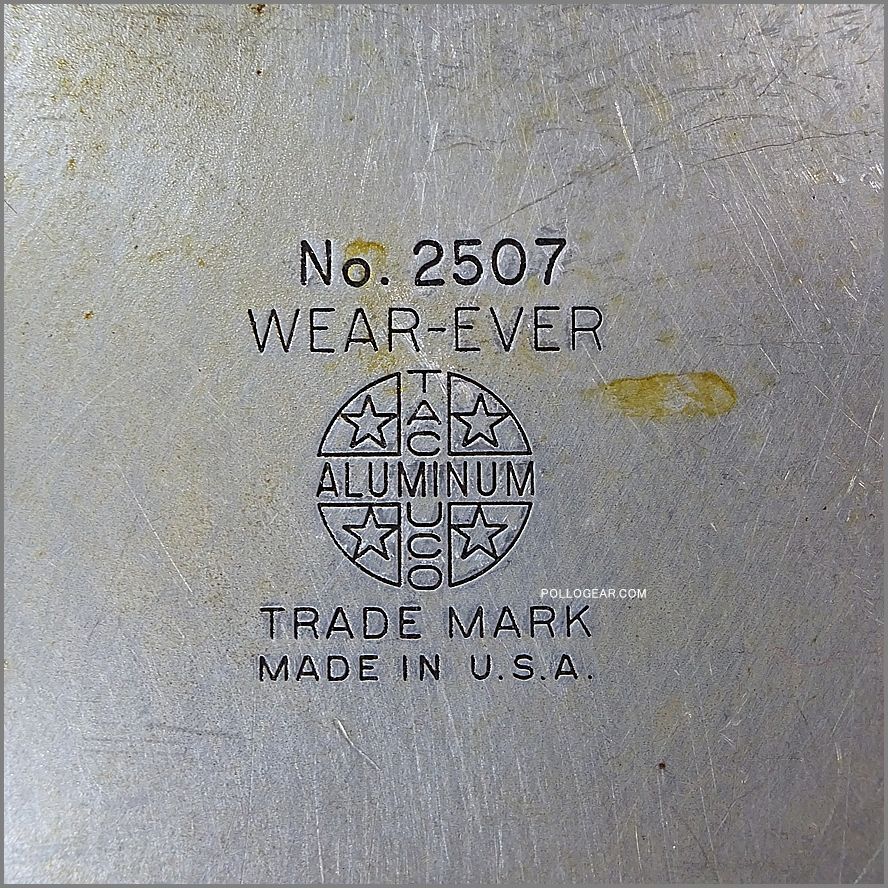 No. 2507
WEAR-EVER
TACUCO
ALUMINUM
TRADE MARK
MADE IN U.S.A.
POLLOGEAR.COM